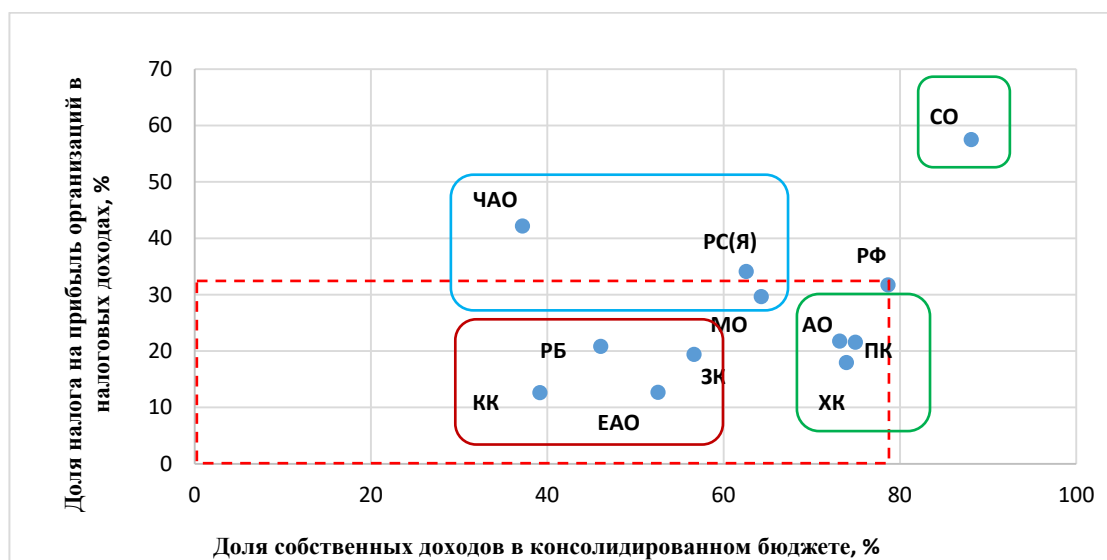 Доля налога на прибыль организаций в
налоговых доходах, %
70
60
50
40
30
20
10
0
СО
ЧАО
РС(Я)
РФ
МО
АО
РБ
ПК
ЗК
КК
ХК
ЕАО
0
20
40
60
80
100
Доля собственных доходов в консолидированном бюджете, %